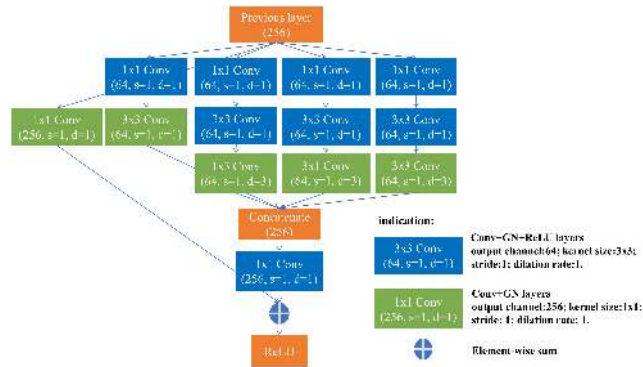 Previous layer
(256)
1x1 Conv
(64, s=1, d=1)
1x1 Conv
(64, s=1, d=1)
1x1 Conv
(64, s=1, d=1)
1x1 Conv
(64, s=1, d=1)
1x1 Conv
(256, s=1, d=1)
3x3 Conv
(64, s=1, d=1)
3x3 Conv
(64, s=1, d=1)
3x3 Conv
(64, s=1, d=1)
3x3 Conv
(64, s=1, d=1)
1x3 Conv
(64, s=1, d=3)
3x1 Conv
(64, s=1, d=3)
3x3 Conv
(64, s=1, d=3)
Concatenate
(256)
1x1 Conv
(256, s=1, d=1)
ReLU
indication:
3x3 Conv
(64, s=1, d=1)
Conv+GN+ReLU layers
output channel:64; kernel size:3x3;
stride:1; dilation rate:1.
1x1 Conv
(256, s=1, d=1)
Conv+GN layers
output channel:256; kernel size:1x1;
stride: 1; dilation rate: 1.
Element-wise sum